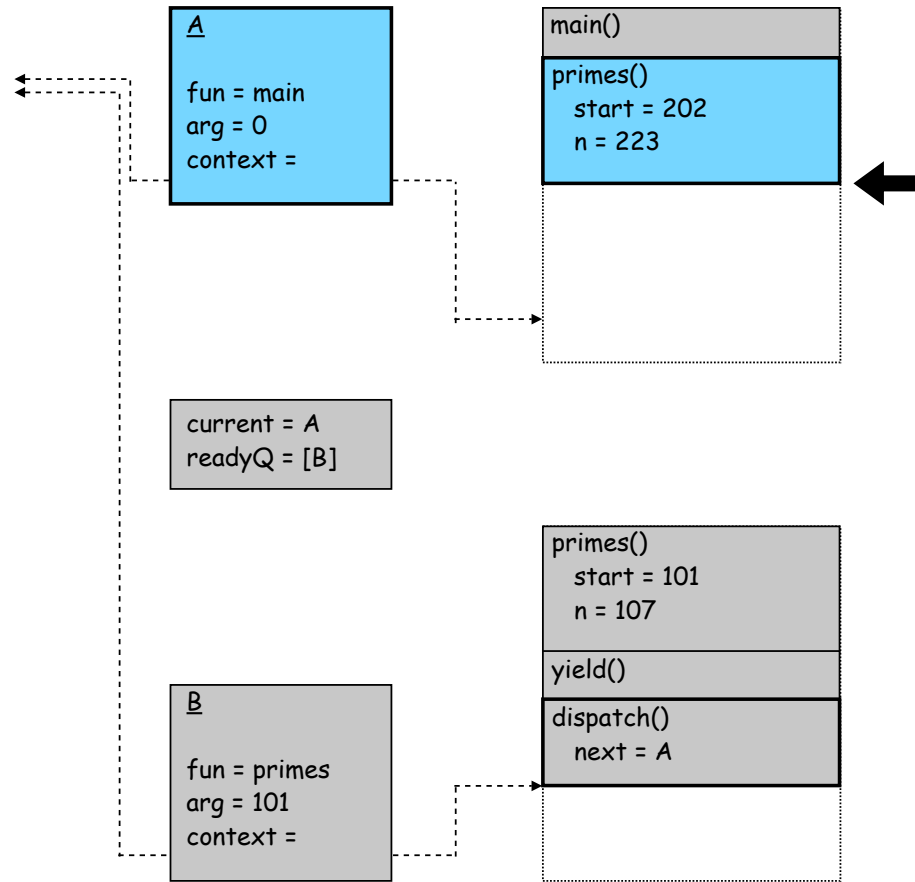 A
fun = main
arg = 0
context =
main()
primes()
start = 202
n = 223
current = A
readyQ = [B]
primes()
start = 101
n = 107
yield()
dispatch()
next = A
B
fun = primes
arg = 101
context =